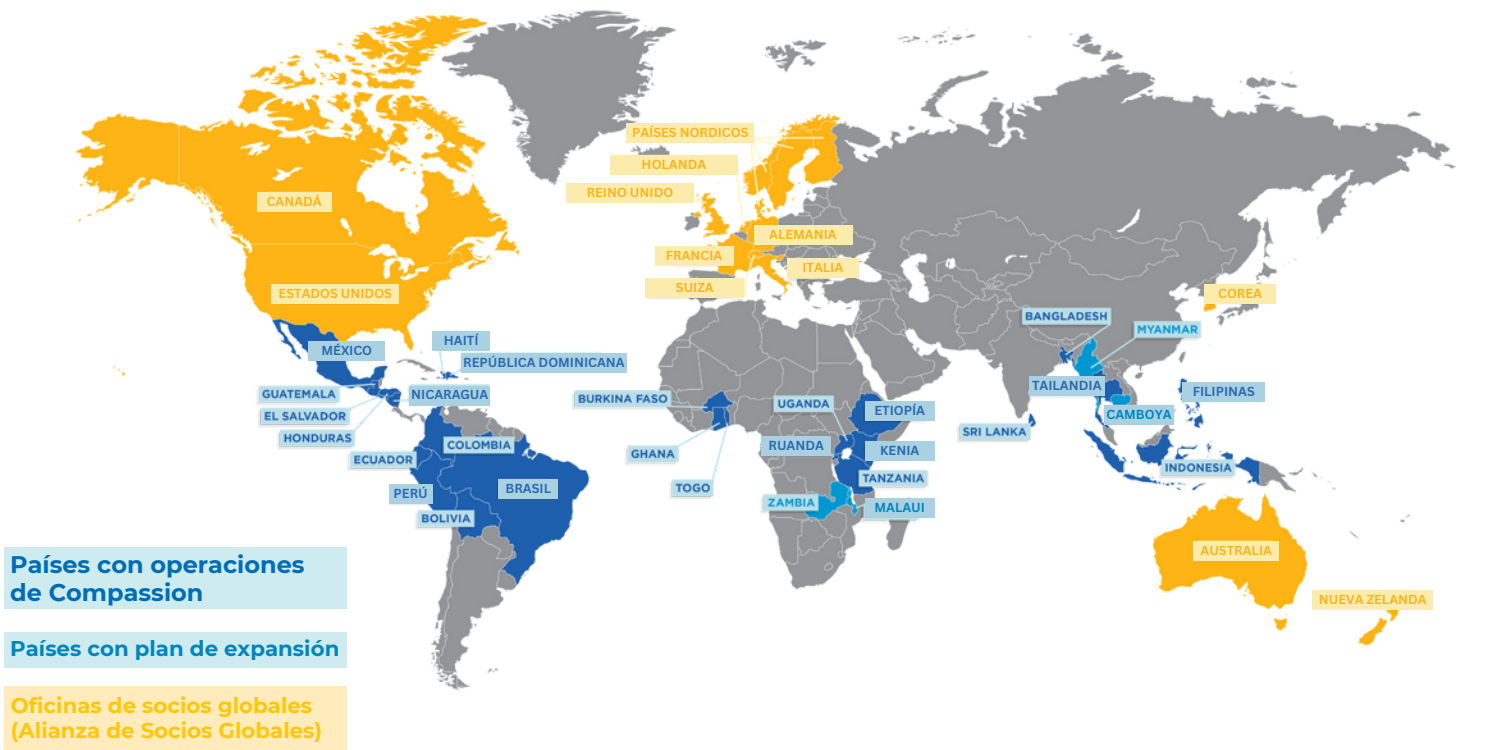 PAÍSES NORDICOS
HOLANDA
REINO UNIDO
CANADÁ
ALEMANIA
FRANCIA
ITALIA
SUIZA
ESTADOS UNIDOS
COREA
BANGLADESH
MYANMAR
HAITÍ
MÉXICO
REPÚBLICA DOMINICANA
TAILANDIA
FILIPINAS
GUATEMALA
NICARAGUA
BURKINA FASO
UGANDA
ETIOPÍA
EL SALVADOR
CAMBOYA
HONDURAS
SRI LANKA
COLOMBIA
RUANDA
KENIA
GHANA
ECUADOR
INDONESIA
TANZANIA
PERÚ
BRASIL
TOGO
ZAMBIA
MALAUI
BOLIVIA
AUSTRALIA
NUEVA ZELANDA
Países con operaciones
de Compassion
Países con plan de expansión
Oficinas de socios globales
(Alianza de Socios Globales)